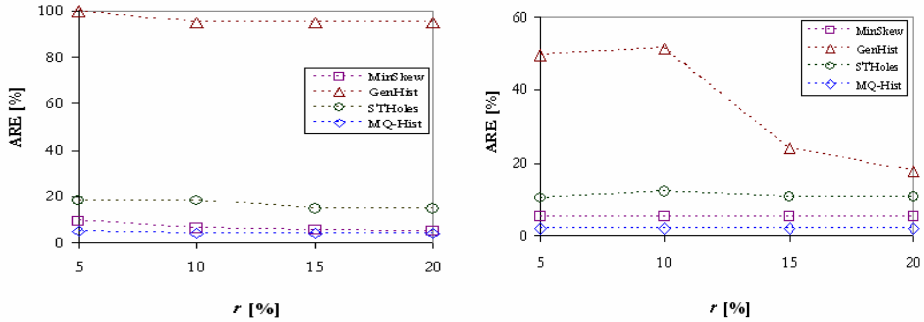 100
80
60
40
20
0
ARE [%]
MinSkew
GenHist
STHoles
MQ-Hist
5 10 15 20
r [%]
60
40
20
0
ARE [%]
MinSkew
GenHist
STHoles
MQ-Hist
5 10 15 20
r [%]